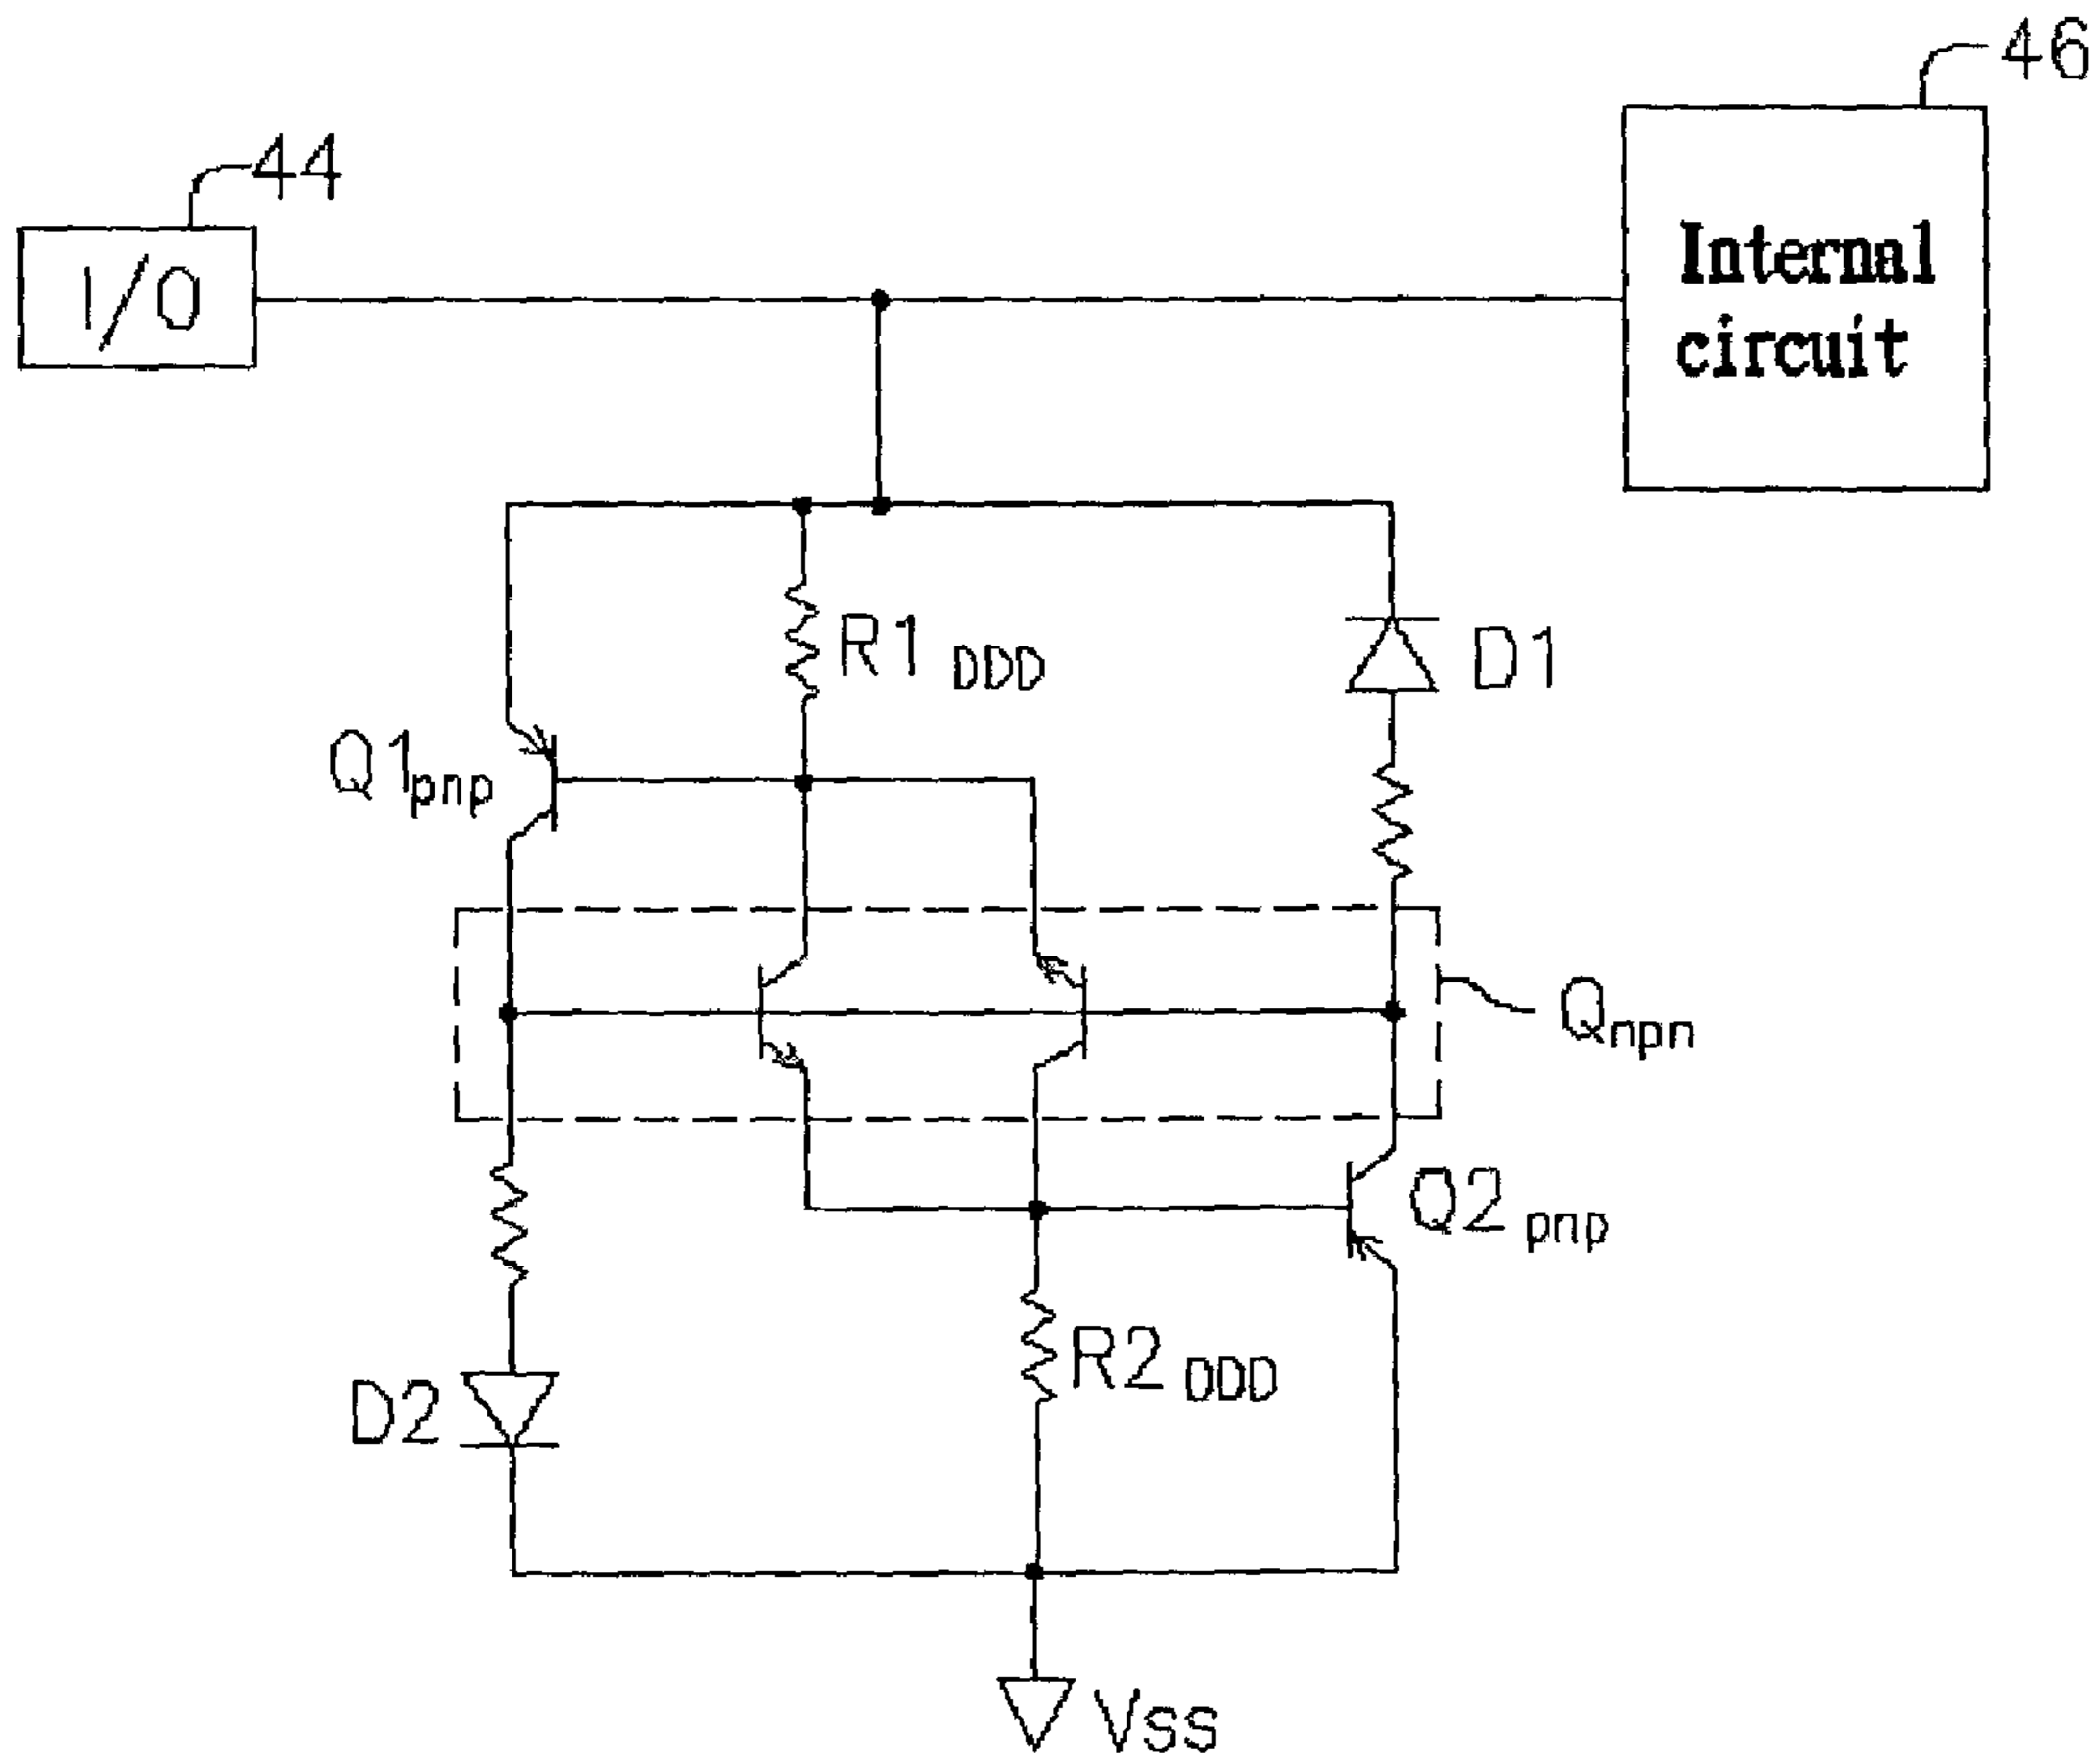 46
44
I/O
Internal
circuit
R1 DDD
D1
Q1pnp
Qnpn
Q2 pnp
R2 DDD
D2
Vss